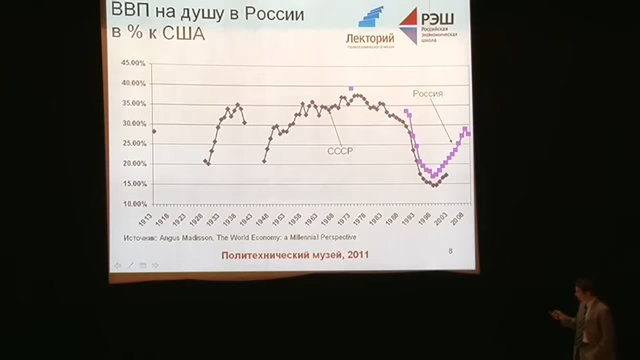 ВВП на душу в России
в % к США
Лекторий
политехнического музея
РЭШ
Российская
экономическая
школа
45.00%
40.00%
35.00%
30.00%
25.00%
20.00%
15.00%
10.00%
Россия
СССР
1913
1918
1923
1928
1933
1938
1943
1948
1953
1958
1963
1968
1973
1978
1983
1988
1993
1998
2003
2008
Источник: Angus Madisson, The World Economy: a Millennial Perspective
Политехнический музей, 2011
8